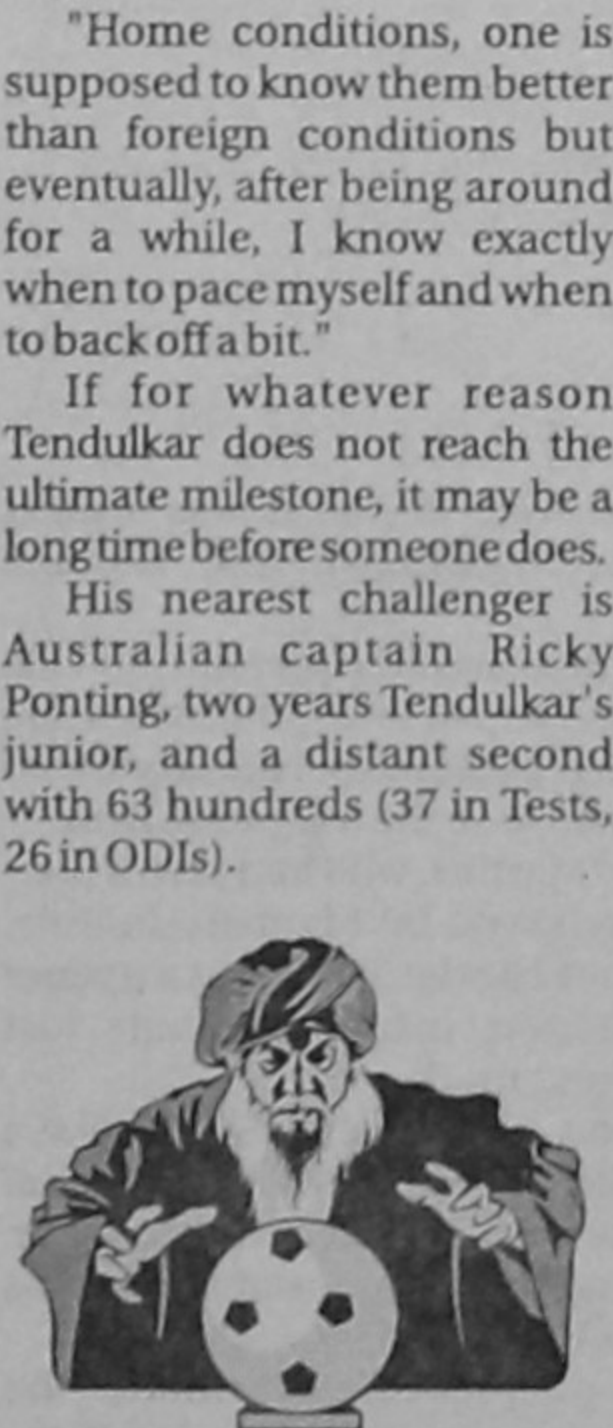 "Home conditions, one is
supposed to know them better
than foreign conditions but
eventually, after being around
for a while, I know exactly
when to pace myself and when
to back off a bit."
If for whatever reason
Tendulkar does not reach the
ultimate milestone, it may be a
long time before someone does.
His nearest challenger is
Australian captain Ricky
Ponting, two years Tendulkar's
junior, and a distant second
with 63 hundreds (37 in Tests,
26 in ODIs).